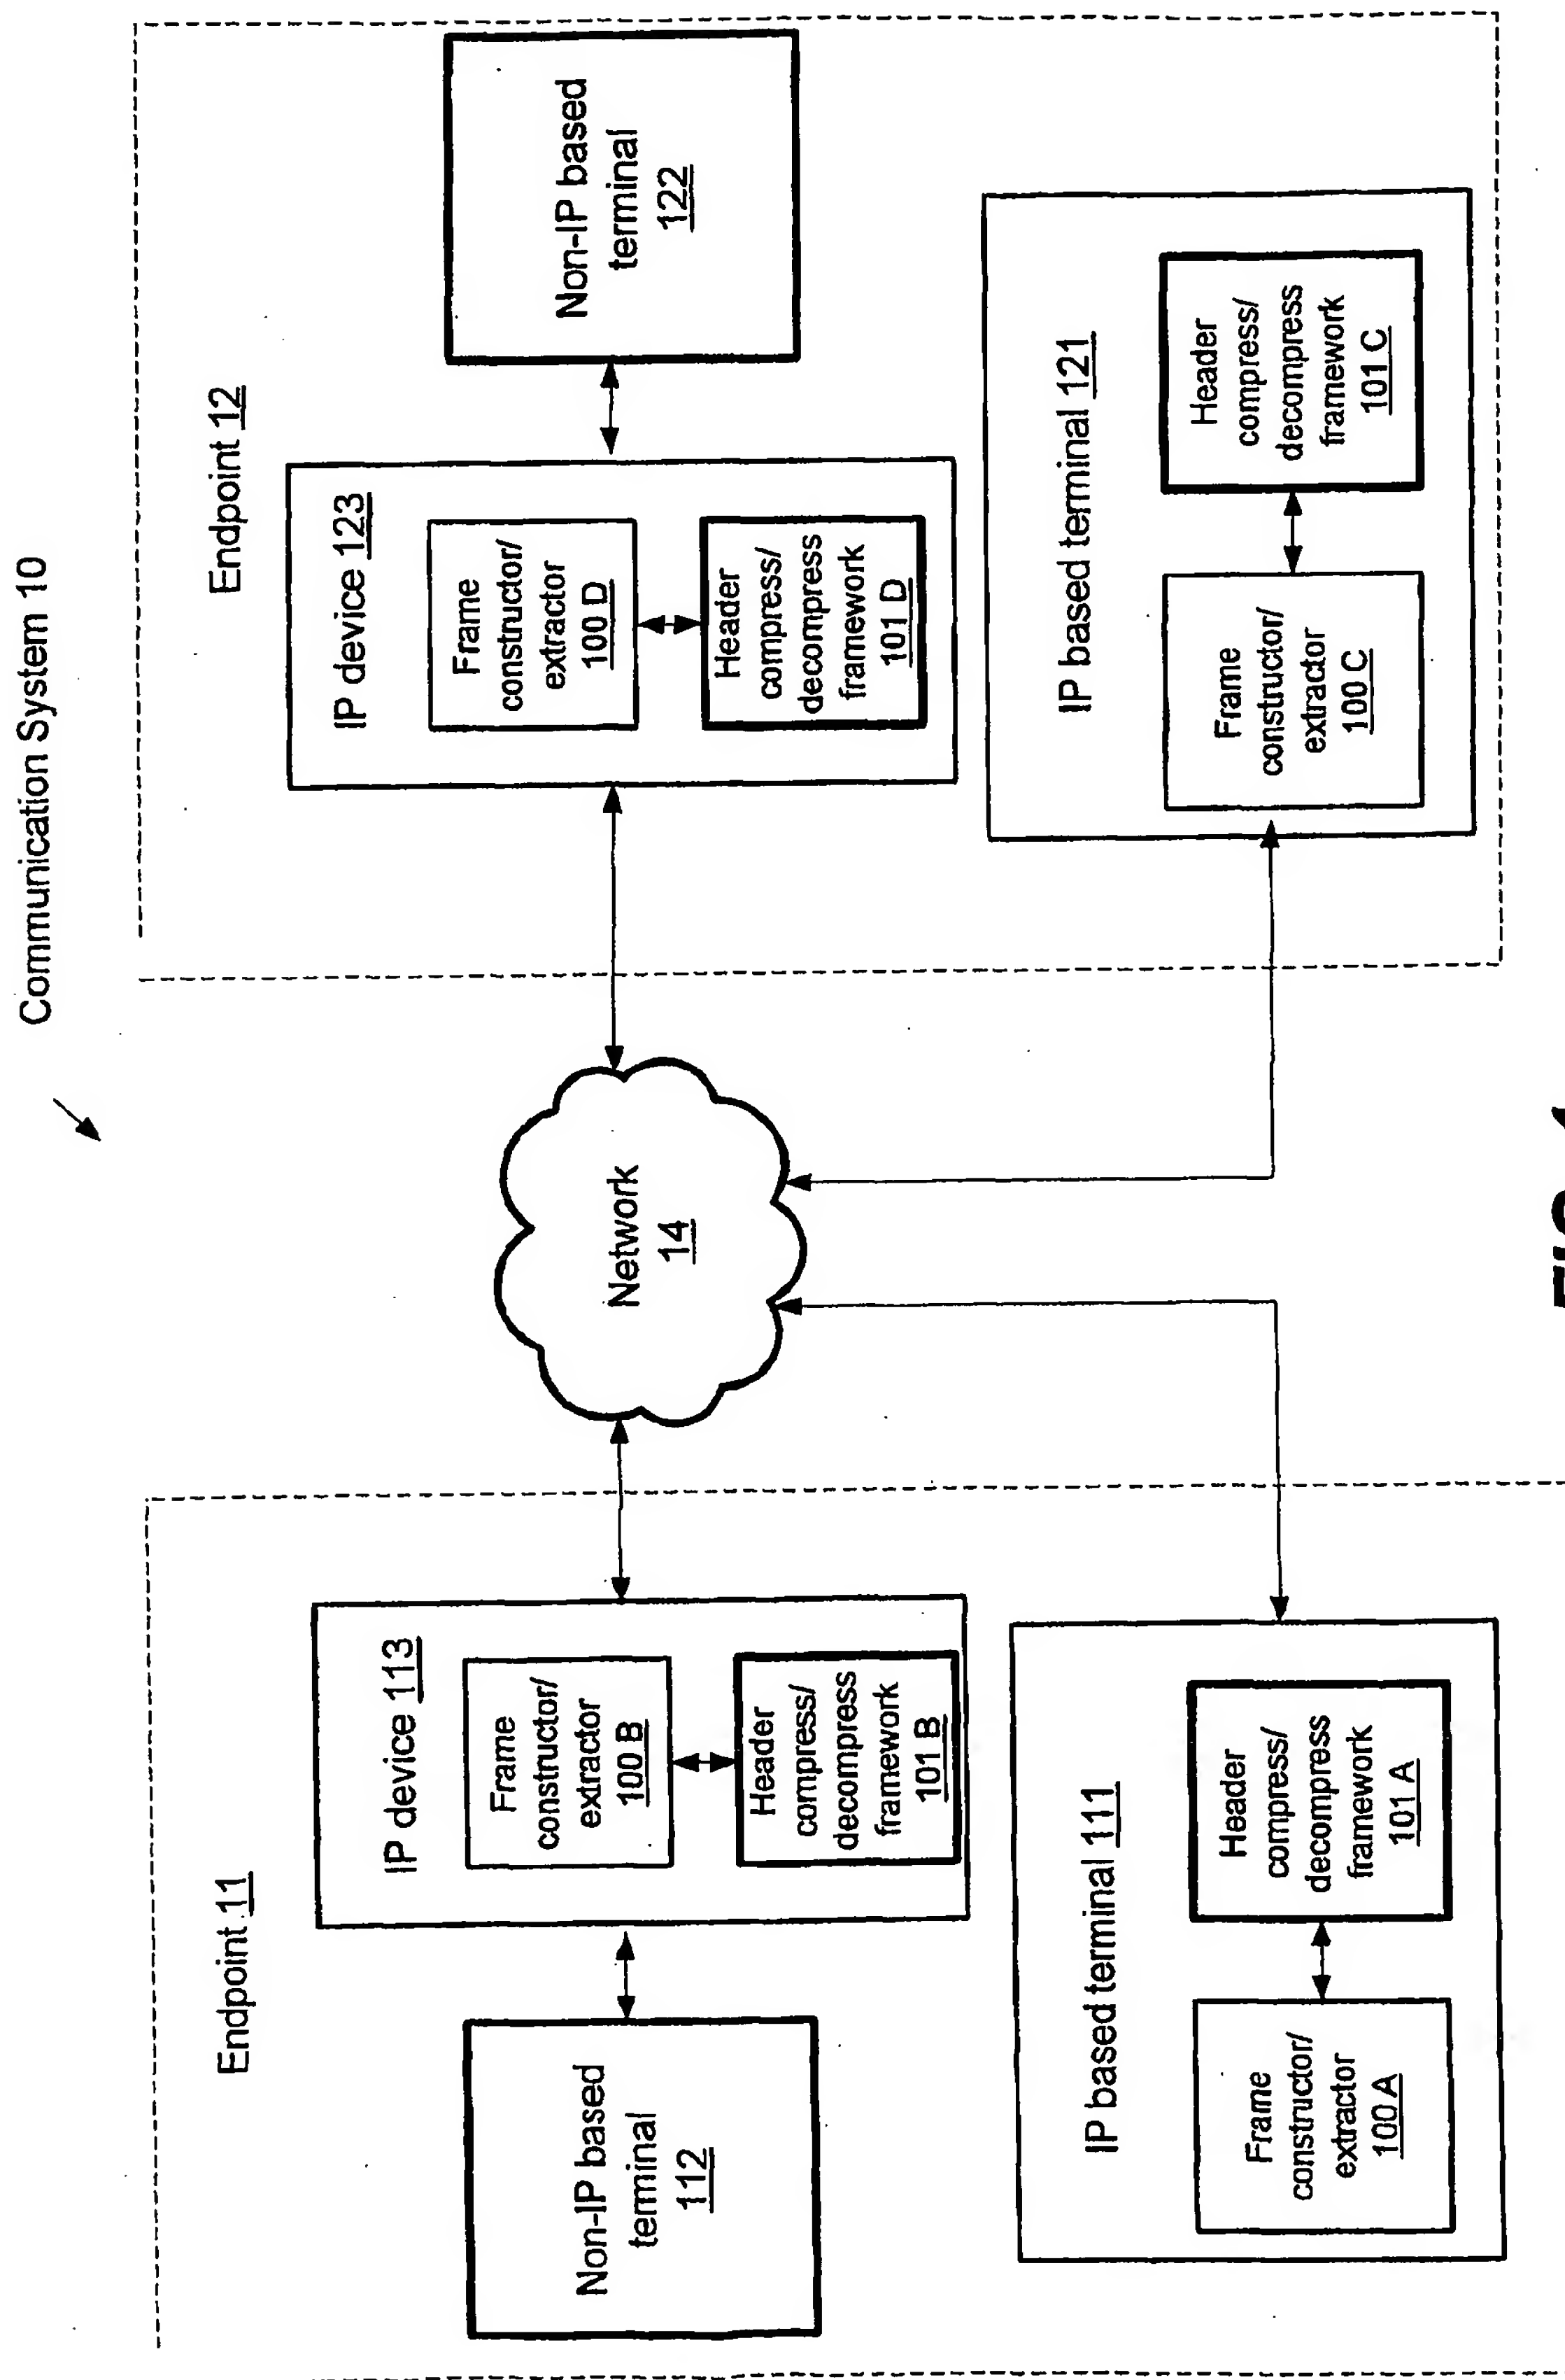 Communication System 10
Endpoint 11
Non-IP based
terminal
112
IP device 113
Frame
constructor/
extractor
100 B
Header
compress/
decompress
framework
101 B
IP based terminal 111
Frame
constructor/
extractor
100 A
Header
compress/
decompress
framework
101 A
Network
14
Endpoint 12
IP device 123
Frame
constructor/
extractor
100 D
Header
compress/
decompress
framework
101 D
Non-IP based
terminal
122
IP based terminal 121
Frame
constructor/
extractor
100 C
Header
compress/
decompress
framework
101 C